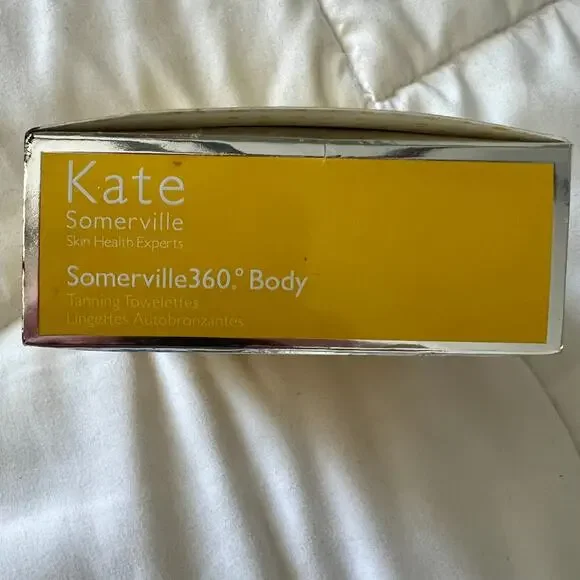 Kate
Somerville
Skin Health Experts
Somerville360.° Body
Tanning Towelettes
Lingettes Autobronzantes